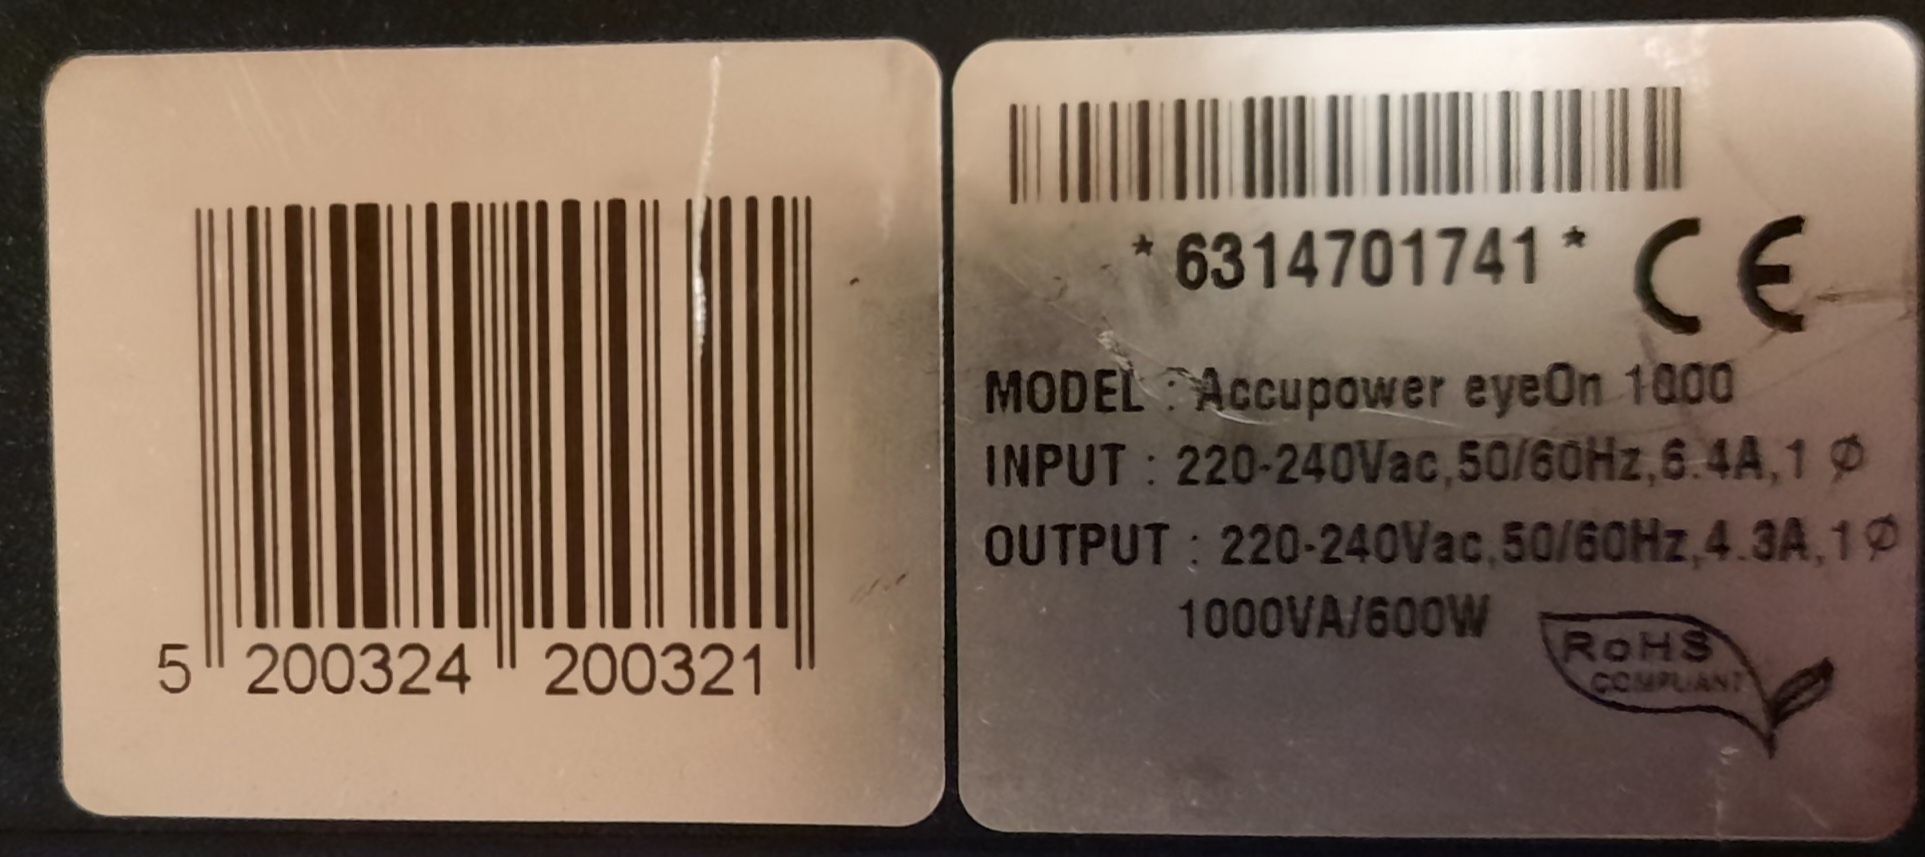 5 200324 200321
*6314701741*
CE
MODEL : Accupower eyeOn 1000
INPUT : 220-240Vac,50/60Hz,6.4A,1 Ø
OUTPUT : 220-240Vac,50/60Hz,4.3A,1Ø
1000VA/600W
RoHS
COMPLIANT